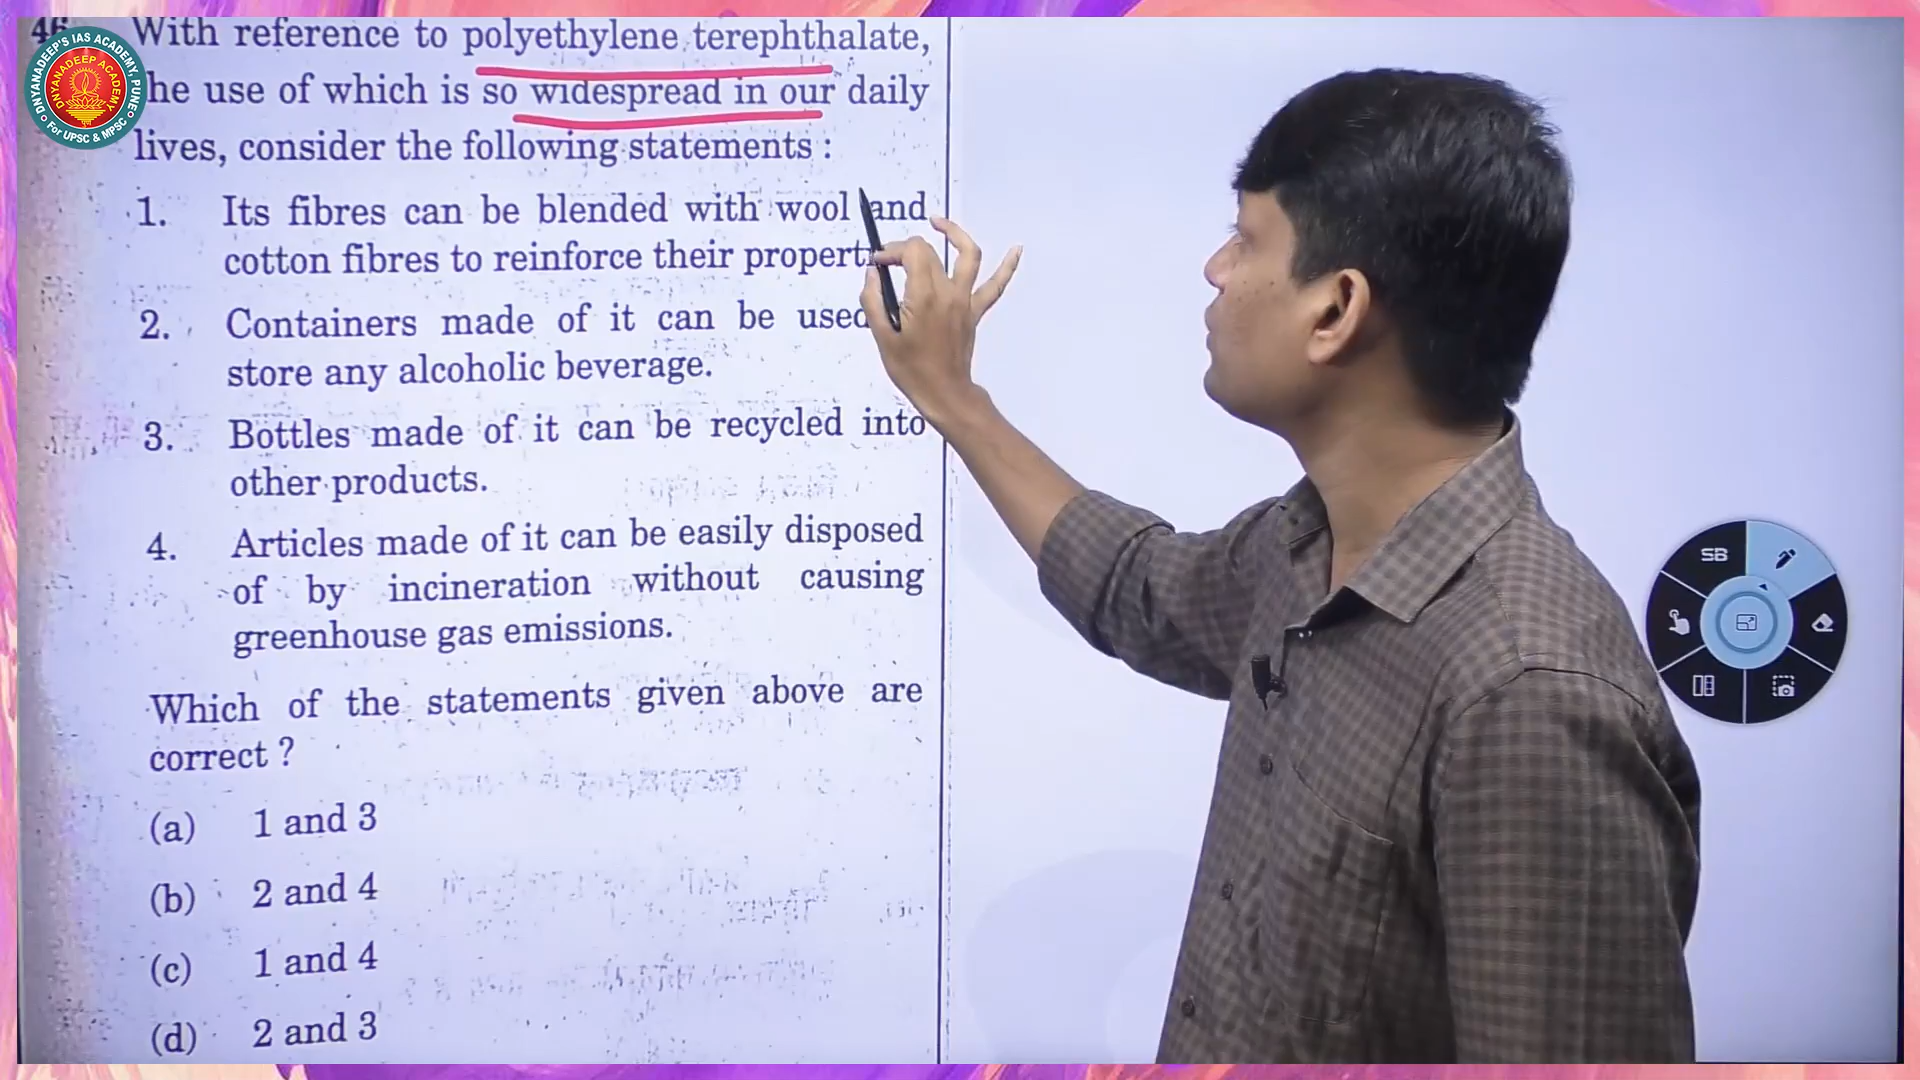 With reference to polyethylene terephthalate,
the use of which is so widespread in our daily
lives, consider the following statements :
1. Its fibres can be blended with wool and
cotton fibres to reinforce their
2. Containers made of it can be used
store any alcoholic beverage.
3. Bottles made of it can be recycled into
other products.
4. Articles made of it can be easily disposed
of by incineration without causing
greenhouse gas emissions.
Which of the statements given above are
correct ?
(a) 1 and 3
(b) 2 and 4
(c) 1 and 4
(d) 2 and 3
DNYANADEEP'S IAS ACADEMY, PUNE
DNYANADEEP ACADEMY
For UPSC & MPSC
SB